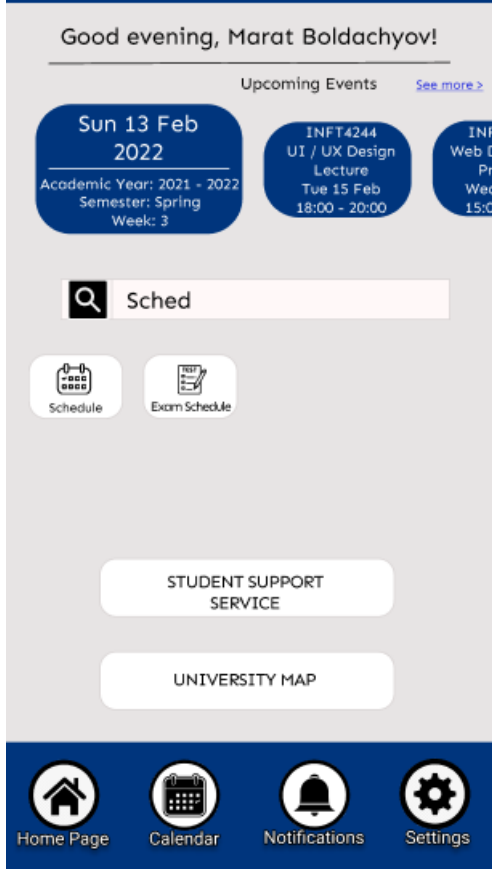 Good evening, Marat Boldachyov!
Upcoming Events
See more >
Sun 13 Feb
2022
Academic Year: 2021 - 2022
Semester: Spring
Week: 3
INFT4244
UI / UX Design
Lecture
Tue 15 Feb
18:00 - 20:00
Web
Sched
Schedule
TEST
Exam Schedule
STUDENT SUPPORT
SERVICE
UNIVERSITY MAP
Home Page
Calendar
Notifications
Settings